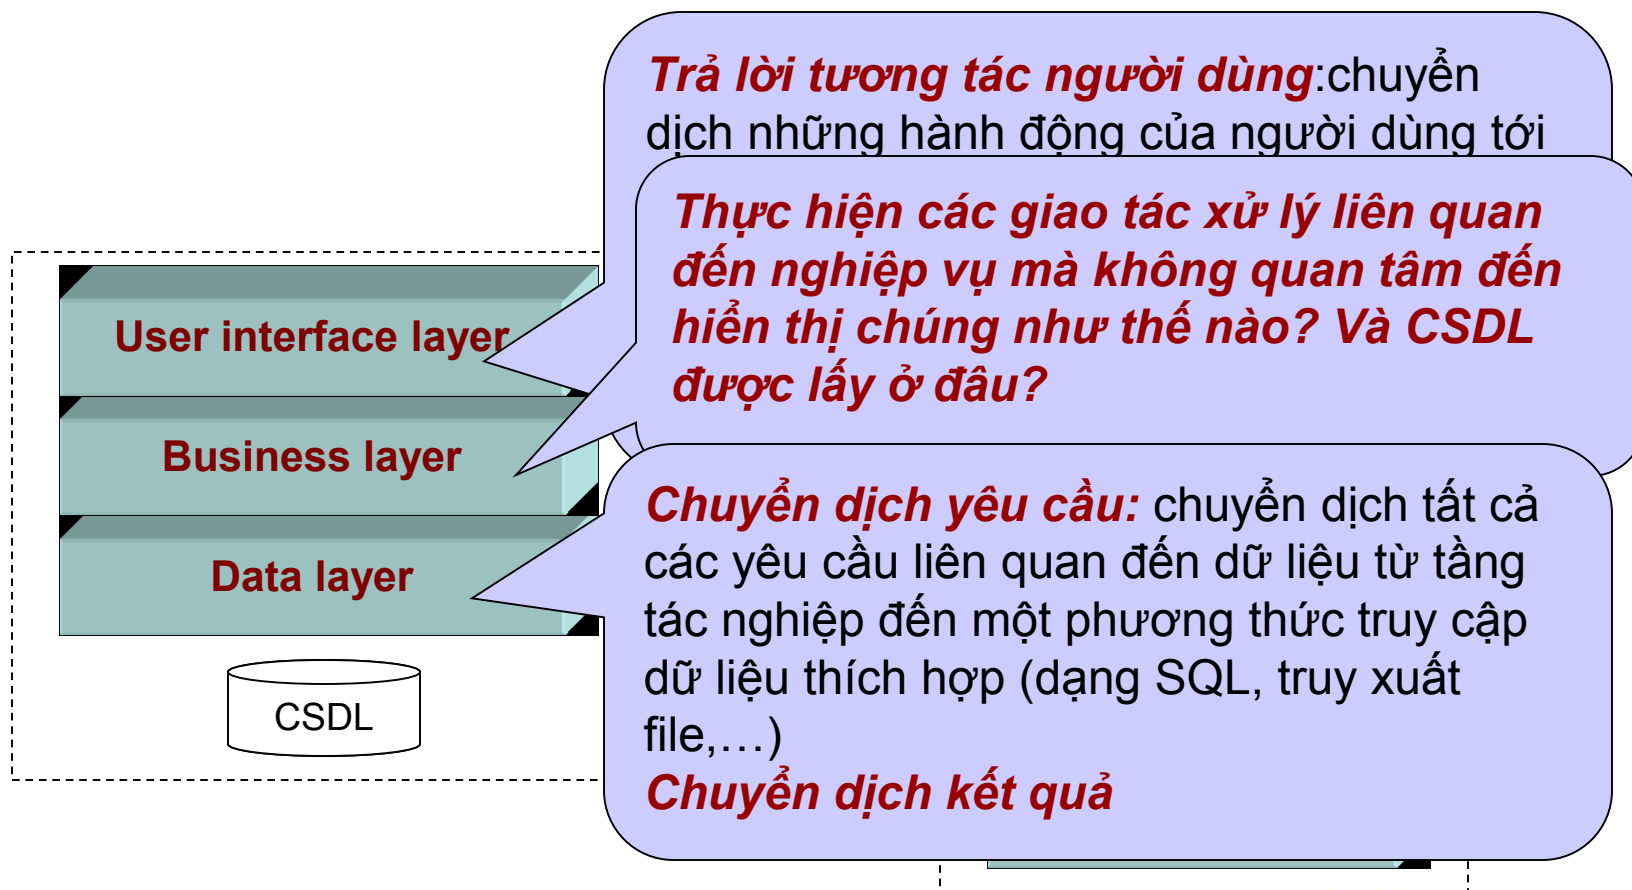 Trả lời tương tác người dùng:chuyển
dịch những hành động của người dùng tới
Thực hiện các giao tác xử lý liên quan
đến nghiệp vụ mà không quan tâm đến
hiển thị chúng như thế nào? Và CSDL
được lấy ở đâu?
User interface layer
Business layer
Data layer
CSDL
Chuyển dịch yêu cầu: chuyển dịch tất cả
các yêu cầu liên quan đến dữ liệu từ tầng
tác nghiệp đến một phương thức truy cập
dữ liệu thích hợp (dạng SQL, truy xuất
file,…)
Chuyển dịch kết quả